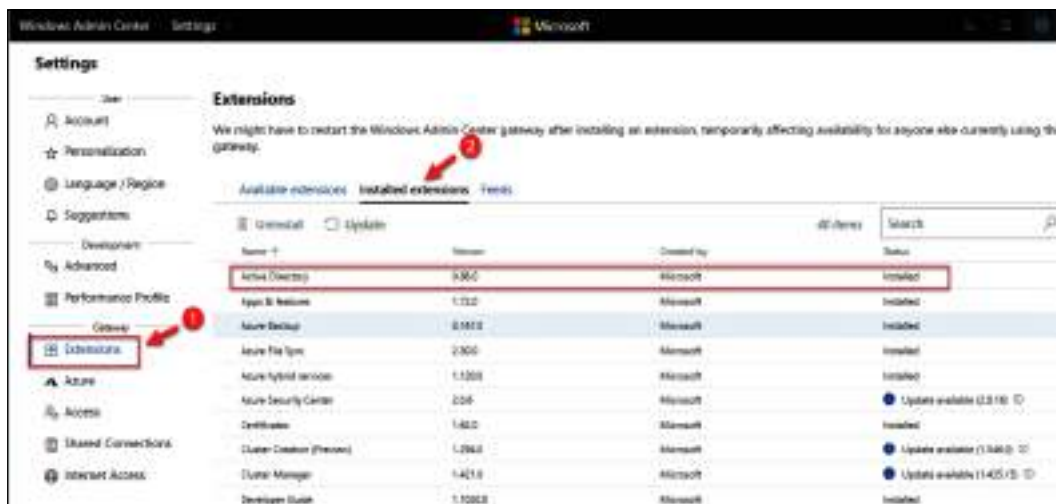 Windows Admin Center Settings Microsoft
Settings
User
Account
Personalization
Language / Region
Suggestions
Development
Advanced
Performance Profile
Gateway
Extensions
Azure
Access
Shared Connections
Internet Access
1
Extensions
We might have to restart the Windows Admin Center gateway after installing an extension, temporarily affecting availability for anyone else currently using th
gateway.
2
Available extensions Installed extensions Feeds
Uninstall Update 40 items Search
Name ↑ Version Created by Status
Active Directory Microsoft Installed
Apps & features Microsoft Installed
Azure Backup Microsoft Installed
Azure File Sync Microsoft Installed
Azure hybrid services Microsoft Installed
Azure Security Center Microsoft Update available
Certificates Microsoft Installed
Cluster Creation (Preview) Microsoft Update available
Cluster Manager Microsoft Update available
Developer Guide Microsoft Installed